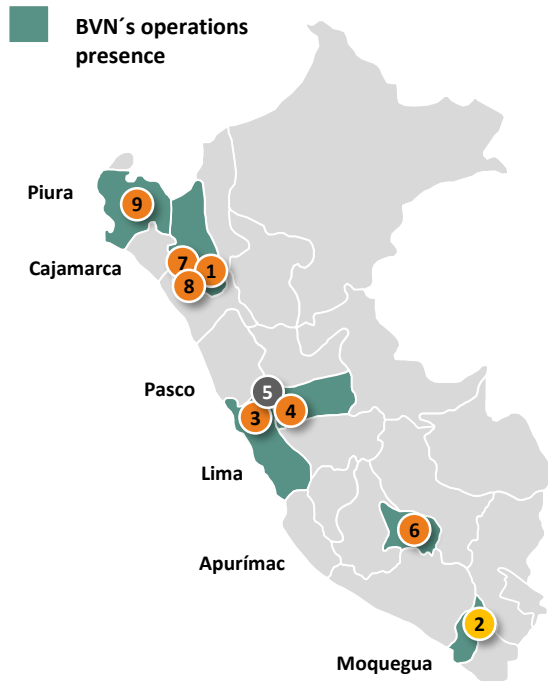 BVN´s operations
presence
Piura
9
Cajamarca
7
1
8
Pasco
5
3
4
Lima
6
Apurímac
2
Moquegua